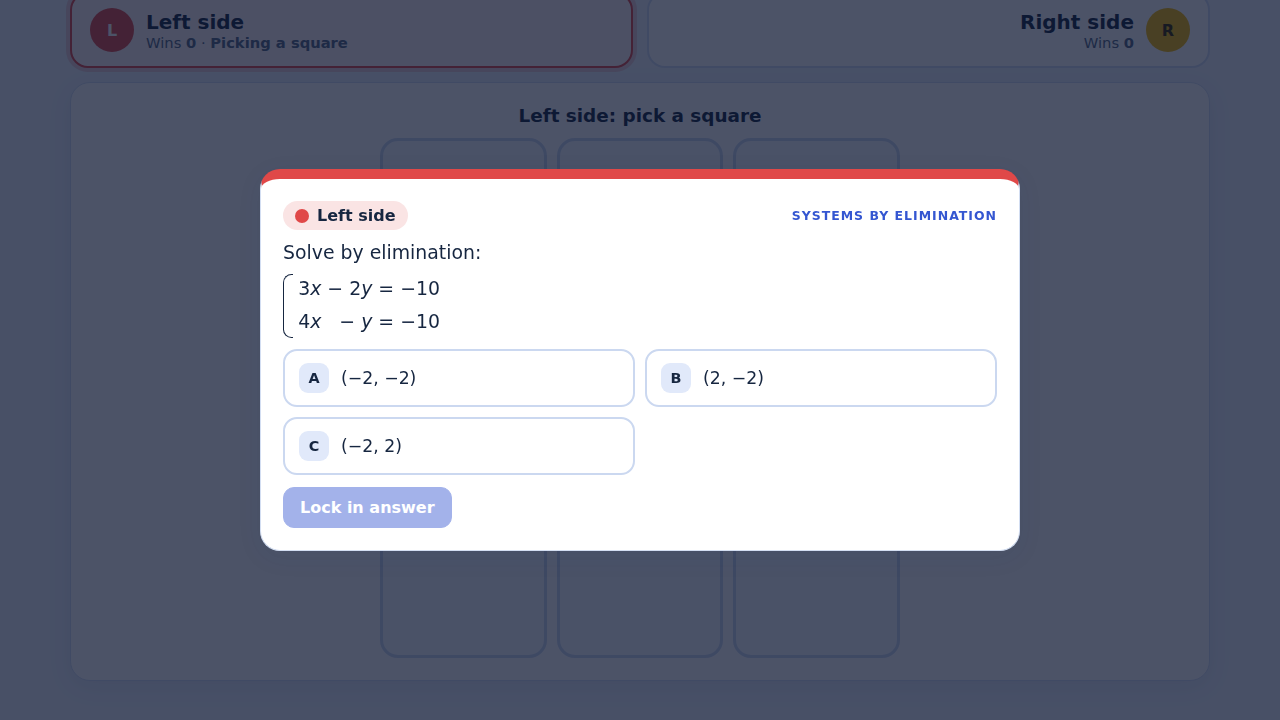 L
Left side
Wins 0 · Picking a square
Right side
Wins 0
R
Left side: pick a square
Left side
SYSTEMS BY ELIMINATION
Solve by elimination:
3x − 2y = −10
4x − y = −10
A (−2, −2)
B (2, −2)
C (−2, 2)
Lock in answer